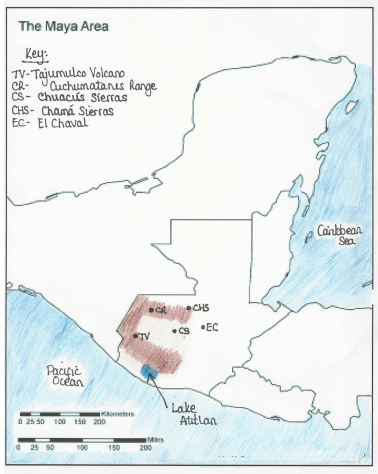 The Maya Area
Key:
TV- Tajumulco Volcano
CR- Cuchumatanes Range
CS- Chuacús Sierras
CHS- Chamá Sierras
EC- El Chayal
Caribbean
Sea
CR
CHS
EC
CS
TV
Pacific
Ocean
Lake
Atitlan
Kilometers
0 25 50 100 150 200
Miles
0 25 50 100 150 200